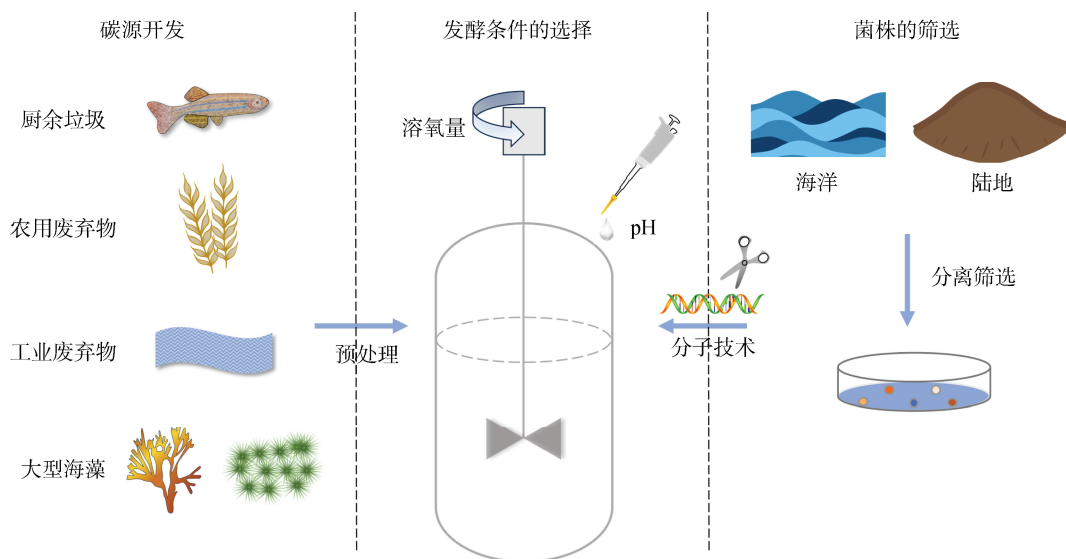 碳源开发
发酵条件的选择
菌株的筛选
厨余垃圾
农用废弃物
工业废弃物
大型海藻
预处理
溶氧量
pH
分子技术
海洋
陆地
分离筛选